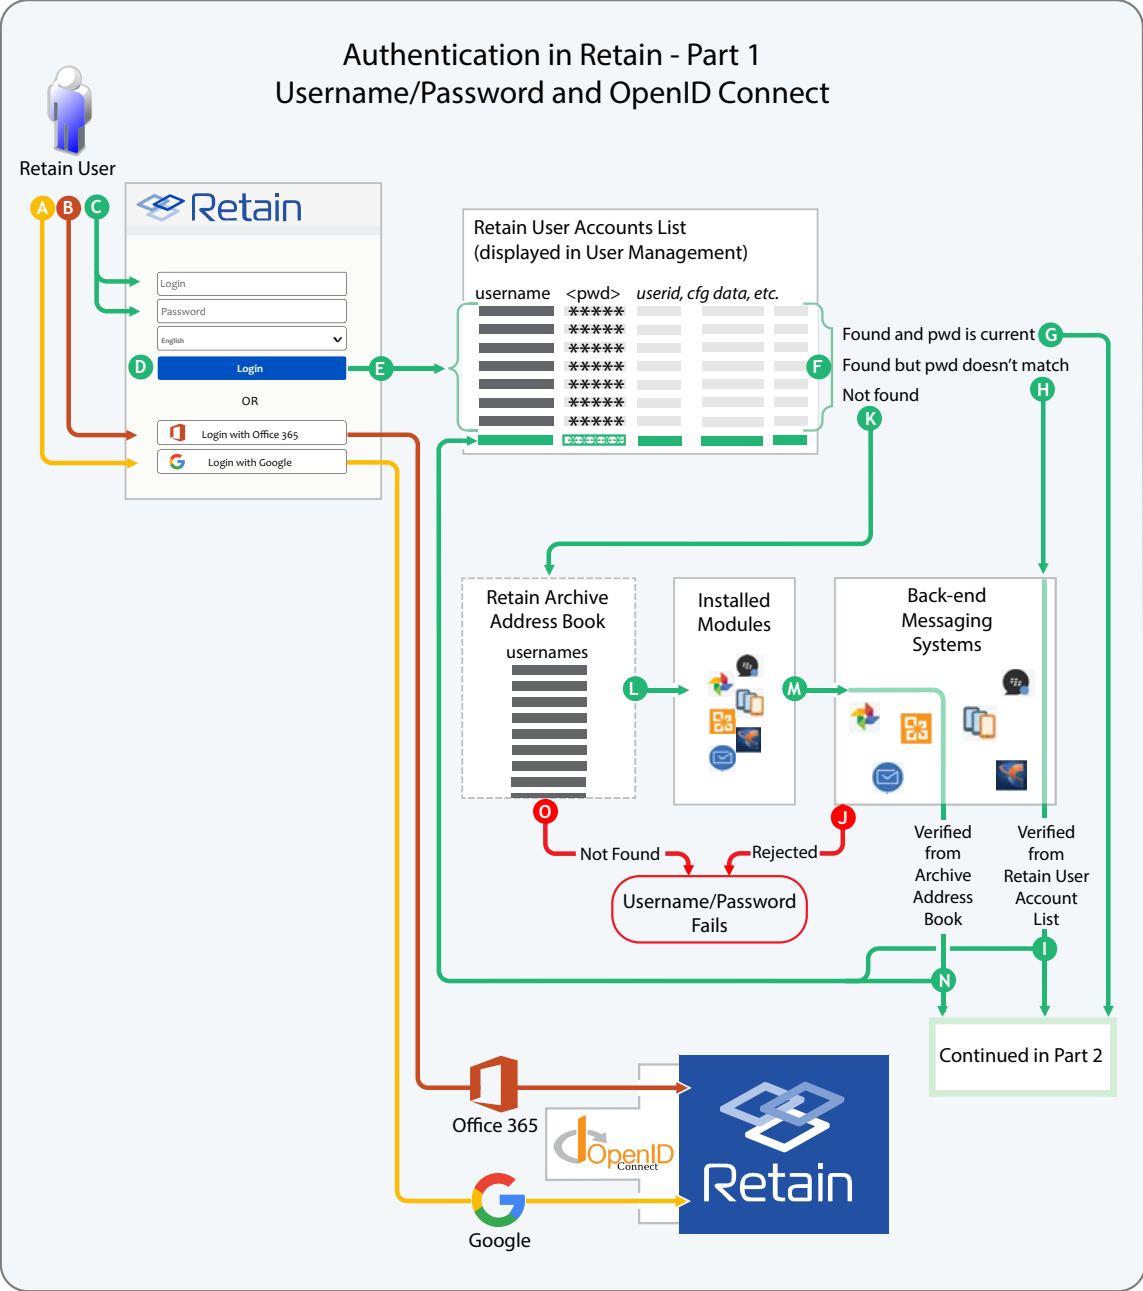 Authentication in Retain - Part 1
Username/Password and OpenID Connect
Retain User
A
B
C
Retain
Login
Password
English
D
Login
E
OR
Login with Office 365
Login with Google
Retain User Accounts List
(displayed in User Management)
username <pwd> userid, cfg data, etc.
*****
*****
*****
*****
*****
*****
*****
*****
F
Found and pwd is current
G
Found but pwd doesn't match
H
Not found
K
Retain Archive
Address Book
usernames
L
Installed
Modules
M
Back-end
Messaging
Systems
O
Not Found
J
Rejected
Username/Password
Fails
Verified
from
Archive
Address
Book
Verified
from
Retain User
Account
List
I
N
Continued in Part 2
Office 365
OpenID
Connect
Retain
Google